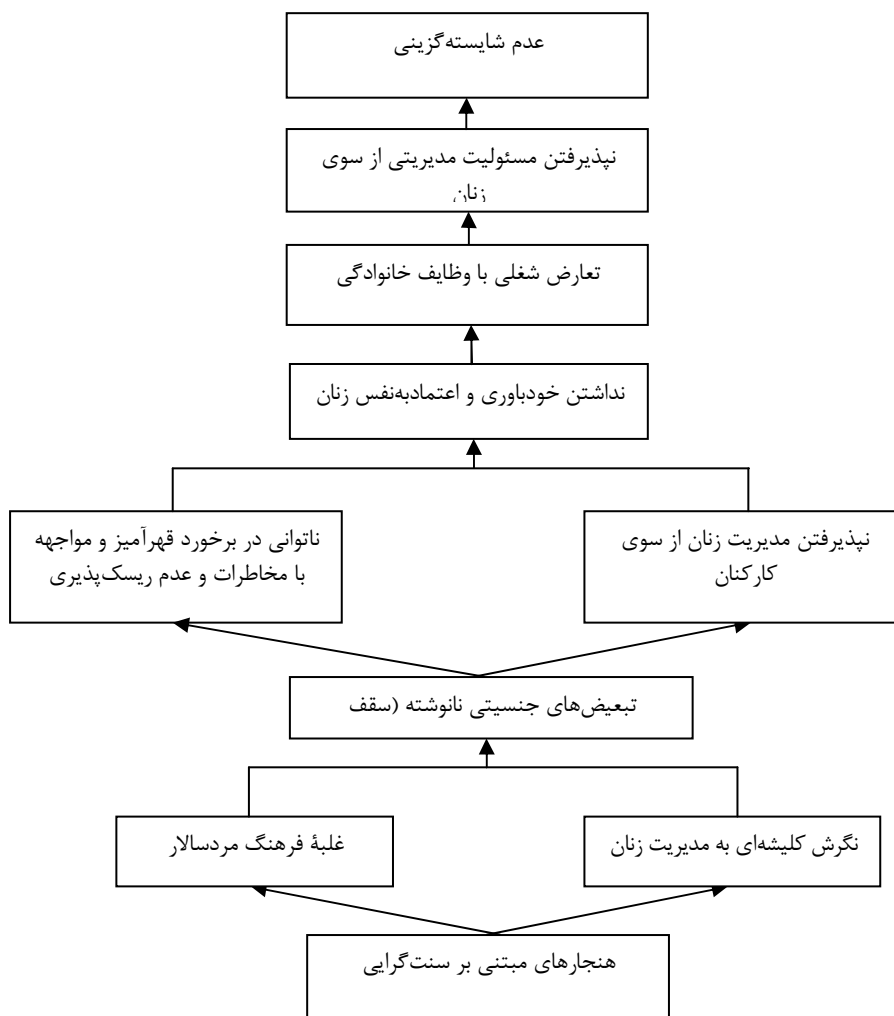 عدم شایسته‌گزینی
نپذیرفتن مسئولیت مدیریتی از سوی
زنان
تعارض شغلی با وظایف خانوادگی
نداشتن خودباوری و اعتمادبه‌نفس زنان
نپذیرفتن مدیریت زنان از سوی
کارکنان
ناتوانی در برخورد قهرآمیز و مواجهه
با مخاطرات و عدم ریسک‌پذیری
تبعیض‌های جنسیتی نانوشته (سقف
نگرش کلیشه‌ای به مدیریت زنان
غلبۀ فرهنگ مردسالار
هنجارهای مبتنی بر سنت‌گرایی